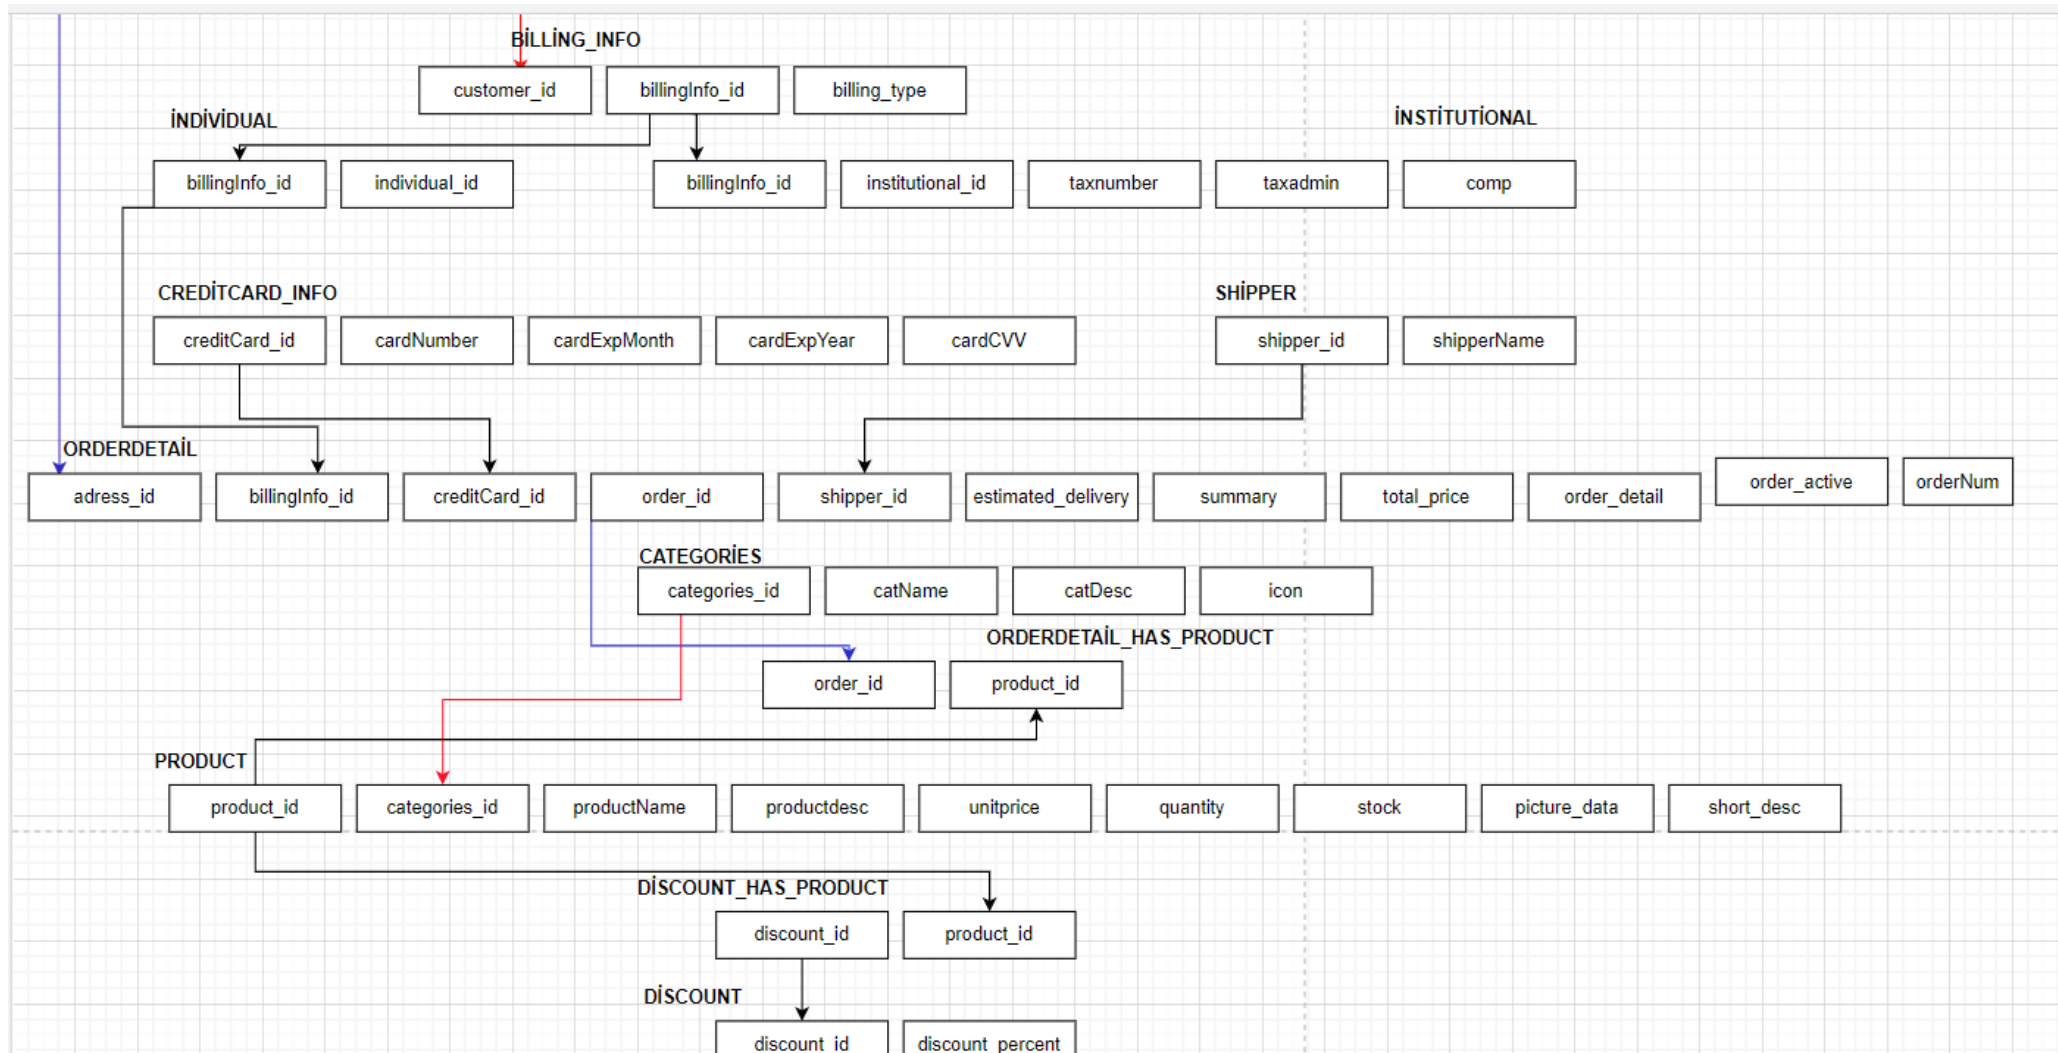 BİLLİNG_INFO
customer_id billingInfo_id billing_type
İNDİVİDUAL İNSTİTUTİONAL
billingInfo_id individual_id billingInfo_id institutional_id taxnumber taxadmin comp
CREDİTCARD_INFO SHİPPER
creditCard_id cardNumber cardExpMonth cardExpYear cardCVV shipper_id shipperName
ORDERDETAİL
adress_id billingInfo_id creditCard_id order_id shipper_id estimated_delivery summary total_price order_detail order_active orderNum
CATEGORİES
categories_id catName catDesc icon
ORDERDETAİL_HAS_PRODUCT
order_id product_id
PRODUCT
product_id categories_id productName productdesc unitprice quantity stock picture_data short_desc
DİSCOUNT_HAS_PRODUCT
discount_id product_id
DİSCOUNT
discount_id discount_percent